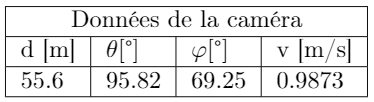 Données de la caméra
d [m] θ[°] φ[°] v [m/s]
55.6 95.82 69.25 0.9873